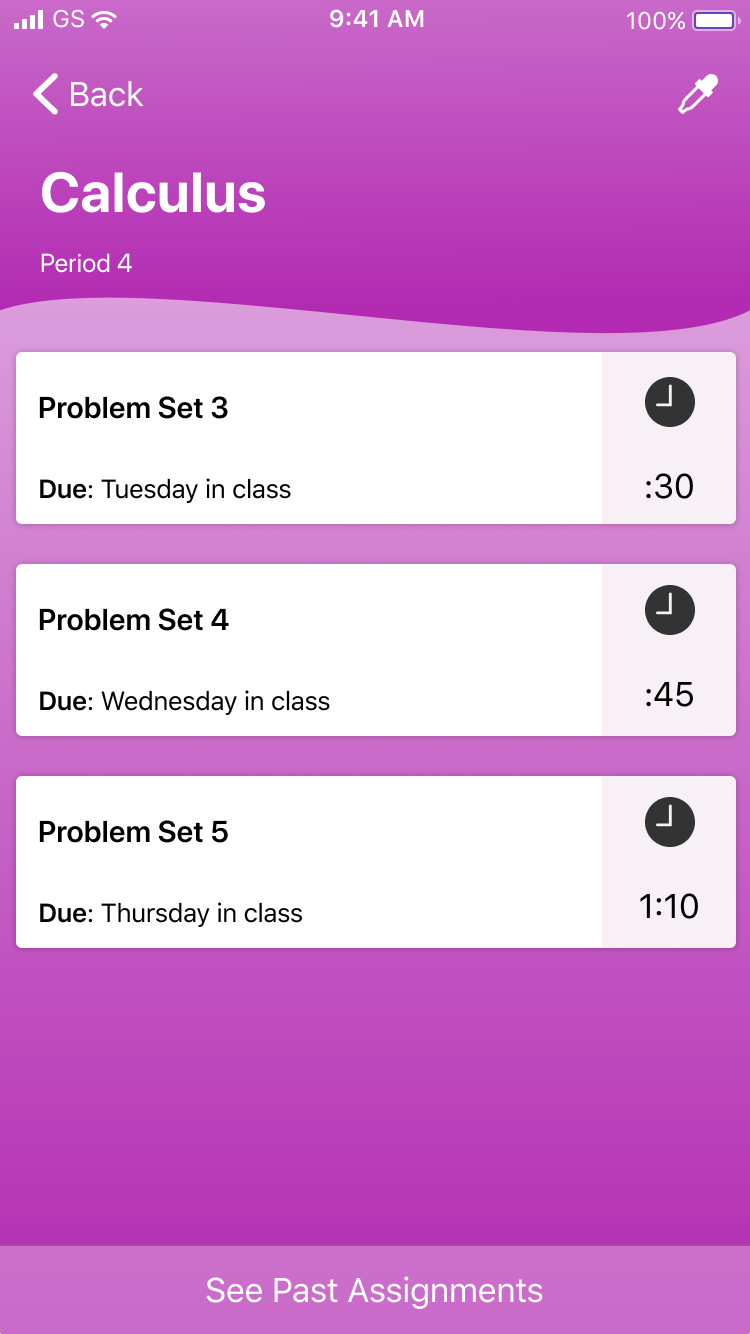 GS 9:41 AM 100%
Back
Calculus
Period 4
Problem Set 3
Due: Tuesday in class
:30
Problem Set 4
Due: Wednesday in class
:45
Problem Set 5
Due: Thursday in class
1:10
See Past Assignments